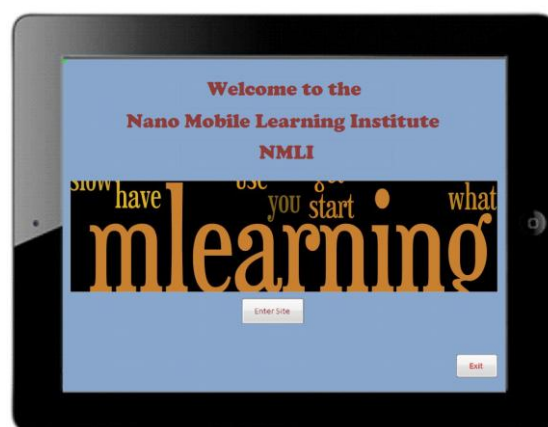 Welcome to the
Nano Mobile Learning Institute
NMLI
slow have use you start what
mlearning
Enter Site
Exit